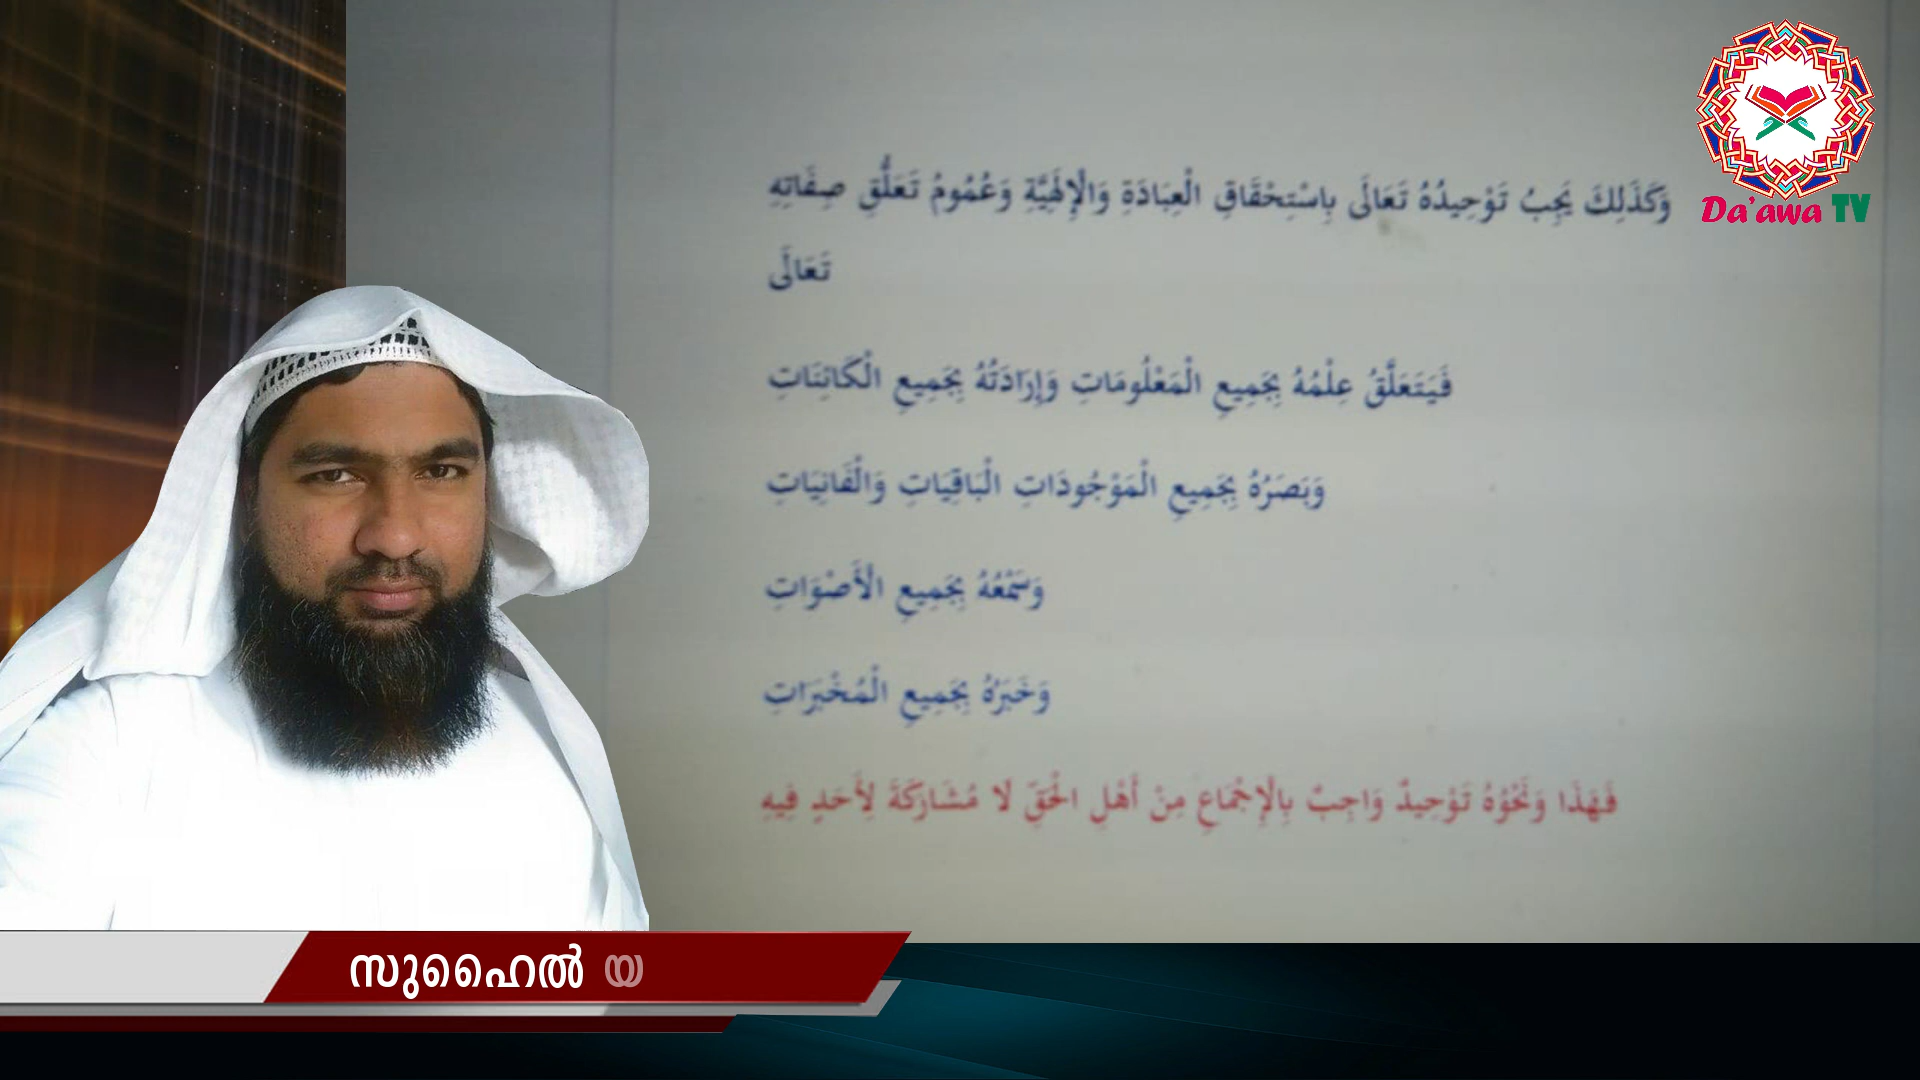 Da'awa TV
وَكَذَلِكَ يَجِبُ تَوْحِيدُهُ تَعَالَى بِاسْتِحْقَاقِ الْعِبَادَةِ وَالْإِلَهِيَّةِ وَعُمُومُ تَعَلُّقِ صِفَاتِهِ
تَعَالَى
فَيَتَعَلَّقُ عِلْمُهُ بِجَمِيعِ الْمَعْلُومَاتِ وَإِرَادَتُهُ بِجَمِيعِ الْكَائِنَاتِ
وَبَصَرُهُ بِجَمِيعِ الْمَوْجُودَاتِ الْبَاقِيَاتِ وَالْفَانِيَاتِ
وَسَمْعُهُ بِجَمِيعِ الْأَصْوَاتِ
وَخَبَرُهُ بِجَمِيعِ الْمُخْبَرَاتِ
فَهَذَا وَنَحْوُهُ تَوْحِيدٌ وَاجِبٌ بِالْإِجْمَاعِ مِنْ أَهْلِ الْحَقِّ لَا مُشَارَكَةَ لِأَحَدٍ فِيهِ
സുഹൈൽ യ